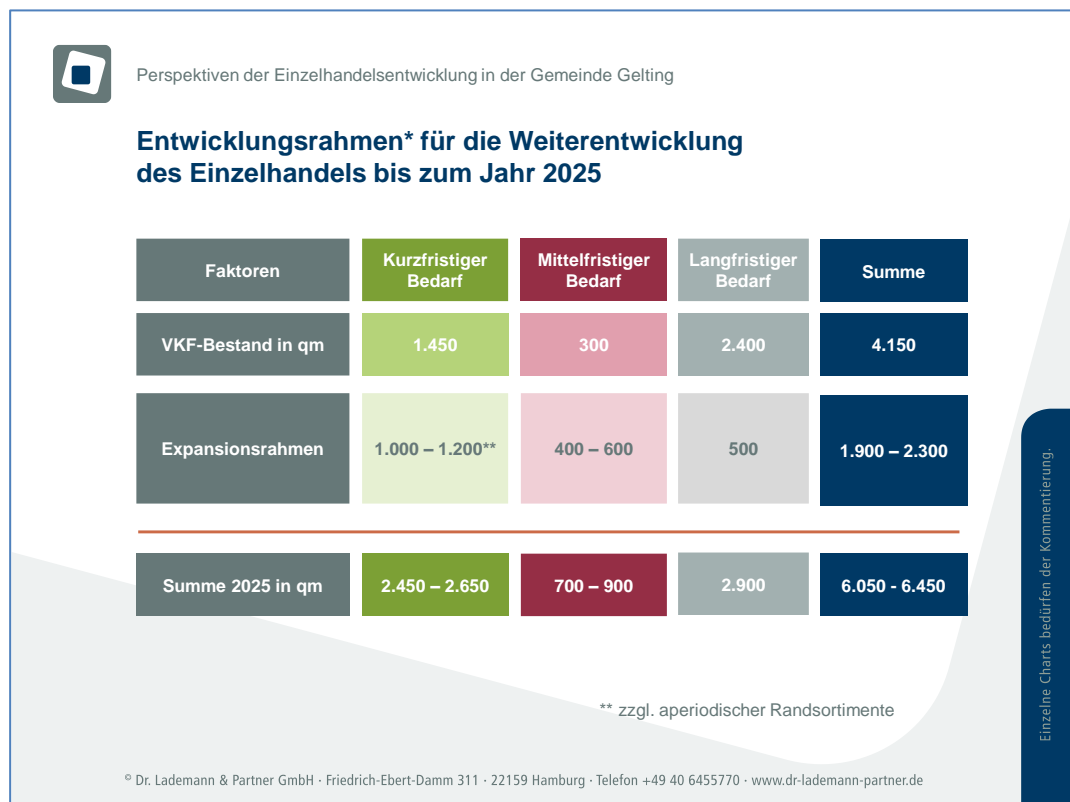 Perspektiven der Einzelhandelsentwicklung in der Gemeinde Gelting
Entwicklungsrahmen* für die Weiterentwicklung
des Einzelhandels bis zum Jahr 2025
Faktoren
Kurzfristiger
Bedarf
Mittelfristiger
Bedarf
Langfristiger
Bedarf
Summe
VKF-Bestand in qm
1.450
300
2.400
4.150
Expansionsrahmen
1.000 – 1.200**
400 – 600
500
1.900 – 2.300
Summe 2025 in qm
2.450 – 2.650
700 – 900
2.900
6.050 - 6.450
** zzgl. aperiodischer Randsortimente
Einzelne Charts bedürfen der Kommentierung.
© Dr. Lademann & Partner GmbH · Friedrich-Ebert-Damm 311 · 22159 Hamburg · Telefon +49 40 6455770 · www.dr-lademann-partner.de